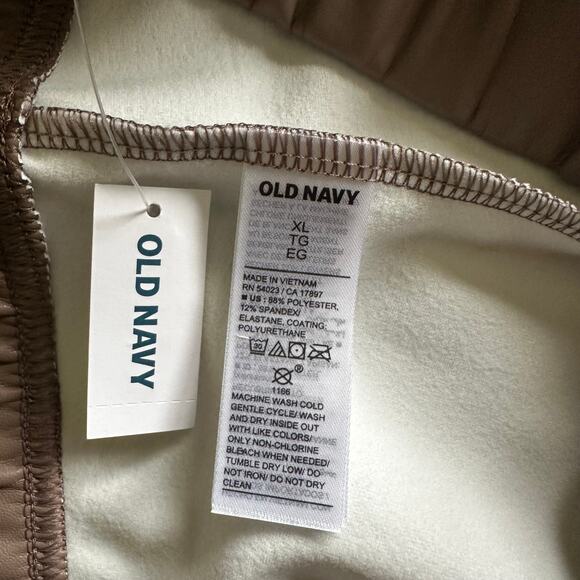 OLD NAVY
OLD NAVY
XL
TG
EG
MADE IN VIETNAM
RN 54023 / CA 17897
■ US : 88% POLYESTER,
12% SPANDEX/
ELASTANE, COATING:
POLYURETHANE
30
®
1166
MACHINE WASH COLD
GENTLE CYCLE/ WASH
AND DRY INSIDE OUT
WITH LIKE COLORS/
ONLY NON-CHLORINE
BLEACH WHEN NEEDED/
TUMBLE DRY LOW/ DO
NOT IRON/ DO NOT DRY
CLEAN